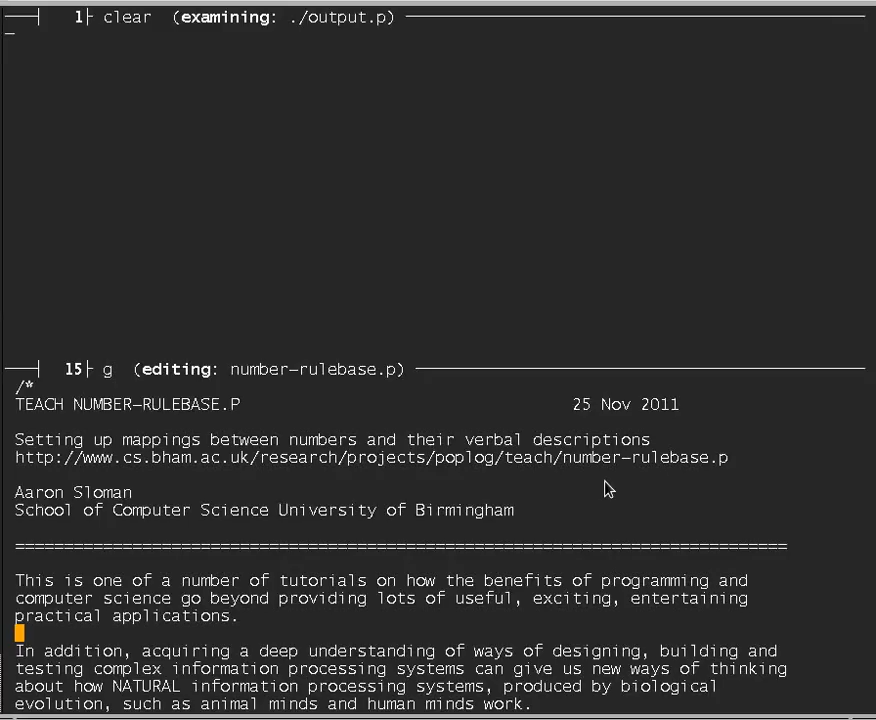 1 clear (examining: ./output.p)
15 g (editing: number-rulebase.p)
/*
TEACH NUMBER-RULEBASE.P 25 Nov 2011
Setting up mappings between numbers and their verbal descriptions
http://www.cs.bham.ac.uk/research/projects/poplog/teach/number-rulebase.p
Aaron Sloman
School of Computer Science University of Birmingham
===============================================================================
This is one of a number of tutorials on how the benefits of programming and
computer science go beyond providing lots of useful, exciting, entertaining
practical applications.
In addition, acquiring a deep understanding of ways of designing, building and
testing complex information processing systems can give us new ways of thinking
about how NATURAL information processing systems, produced by biological
evolution, such as animal minds and human minds work.